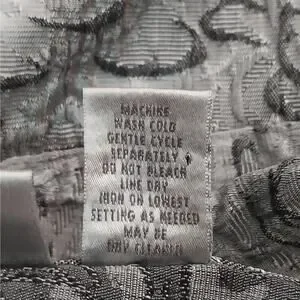 MACHINE
WASH COLD
GENTLE CYCLE
SEPARATELY
DO NOT BLEACH
LINE DRY
IRON ON LOWEST
SETTING AS NEEDED
MAY BE
DRY CLEAN'D